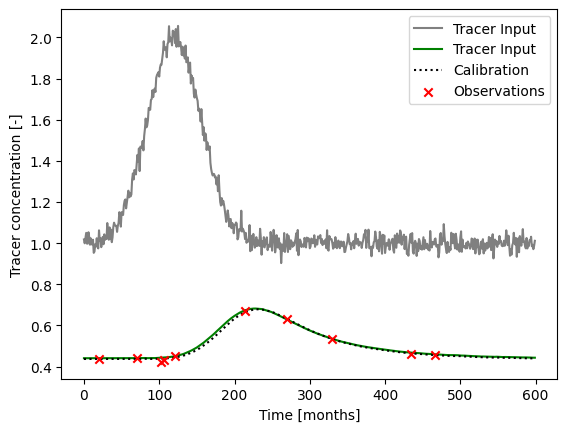 Tracer Input
Tracer Input
Calibration
Observations
2.0
1.8
1.6
1.4
1.2
1.0
0.8
0.6
0.4
Tracer concentration [-]
0 100 200 300 400 500 600
Time [months]